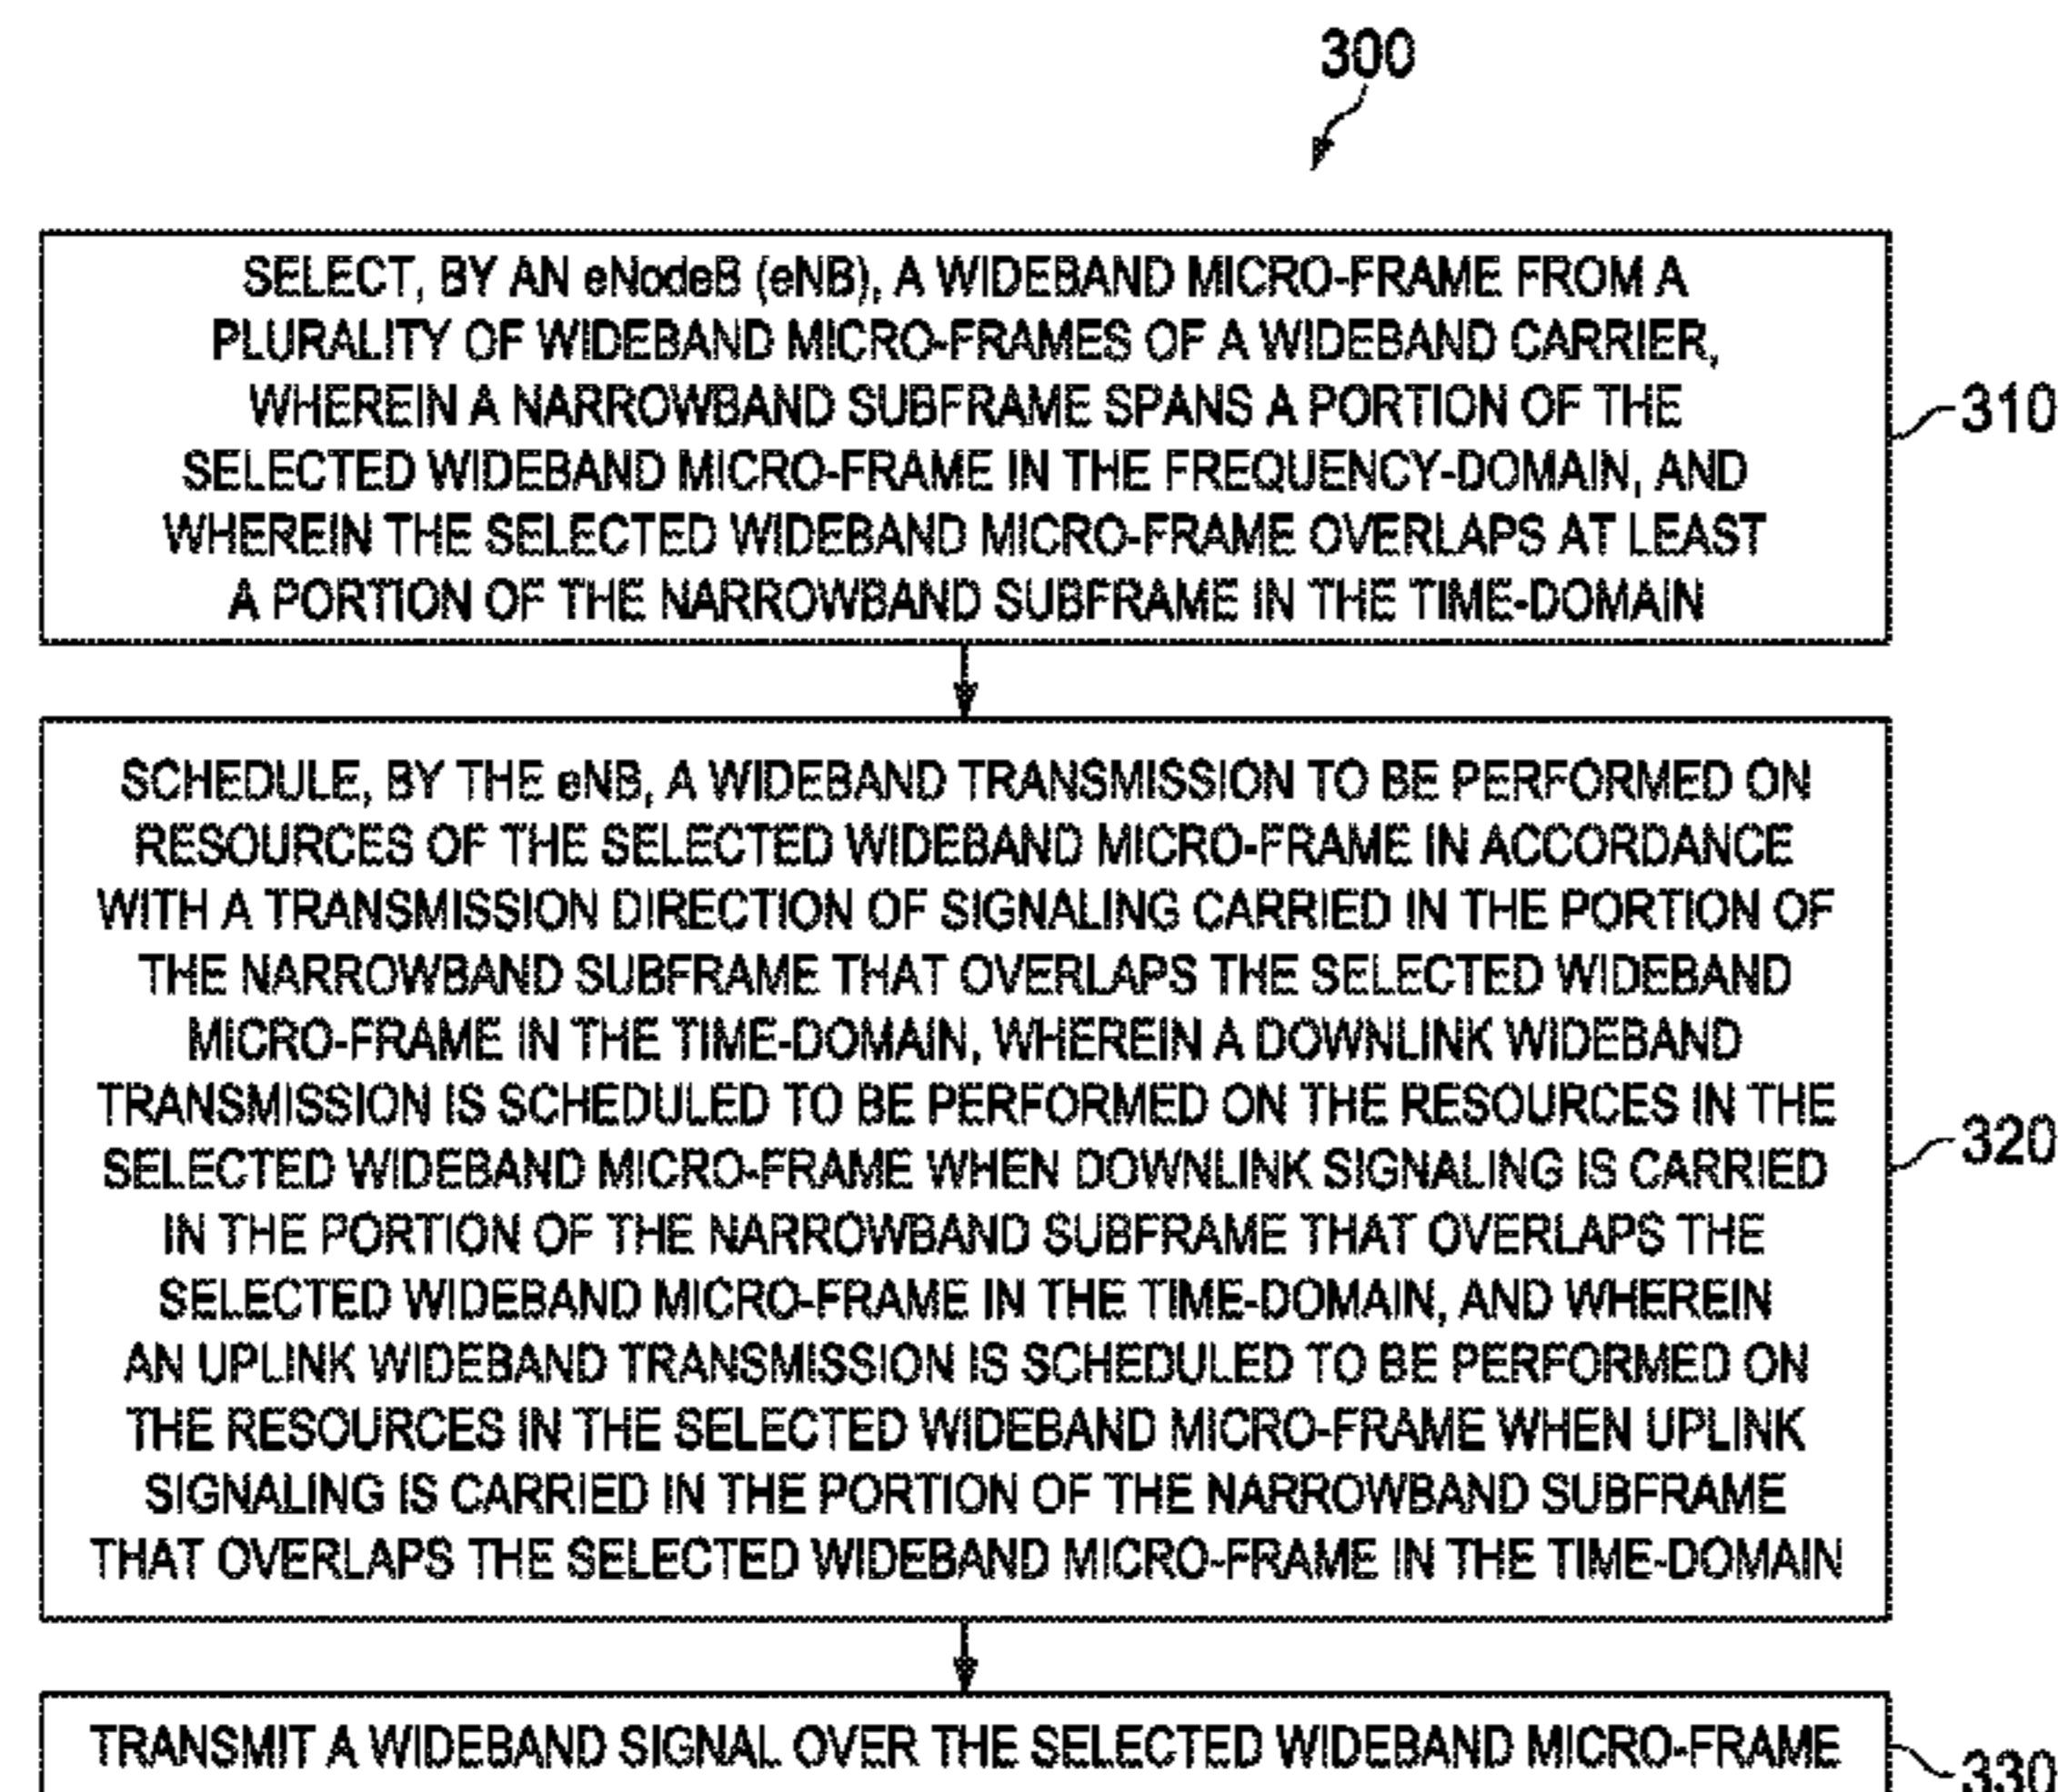 300
SELECT, BY AN eNodeB (eNB), A WIDEBAND MICRO-FRAME FROM A
PLURALITY OF WIDEBAND MICRO-FRAMES OF A WIDEBAND CARRIER,
WHEREIN A NARROWBAND SUBFRAME SPANS A PORTION OF THE
SELECTED WIDEBAND MICRO-FRAME IN THE FREQUENCY-DOMAIN, AND
WHEREIN THE SELECTED WIDEBAND MICRO-FRAME OVERLAPS AT LEAST
A PORTION OF THE NARROWBAND SUBFRAME IN THE TIME-DOMAIN
310
SCHEDULE, BY THE eNB, A WIDEBAND TRANSMISSION TO BE PERFORMED ON
RESOURCES OF THE SELECTED WIDEBAND MICRO-FRAME IN ACCORDANCE
WITH A TRANSMISSION DIRECTION OF SIGNALING CARRIED IN THE PORTION OF
THE NARROWBAND SUBFRAME THAT OVERLAPS THE SELECTED WIDEBAND
MICRO-FRAME IN THE TIME-DOMAIN, WHEREIN A DOWNLINK WIDEBAND
TRANSMISSION IS SCHEDULED TO BE PERFORMED ON THE RESOURCES IN THE
SELECTED WIDEBAND MICRO-FRAME WHEN DOWNLINK SIGNALING IS CARRIED
IN THE PORTION OF THE NARROWBAND SUBFRAME THAT OVERLAPS THE
SELECTED WIDEBAND MICRO-FRAME IN THE TIME-DOMAIN, AND WHEREIN
AN UPLINK WIDEBAND TRANSMISSION IS SCHEDULED TO BE PERFORMED ON
THE RESOURCES IN THE SELECTED WIDEBAND MICRO-FRAME WHEN UPLINK
SIGNALING IS CARRIED IN THE PORTION OF THE NARROWBAND SUBFRAME
THAT OVERLAPS THE SELECTED WIDEBAND MICRO-FRAME IN THE TIME-DOMAIN
320
TRANSMIT A WIDEBAND SIGNAL OVER THE SELECTED WIDEBAND MICRO-FRAME
330